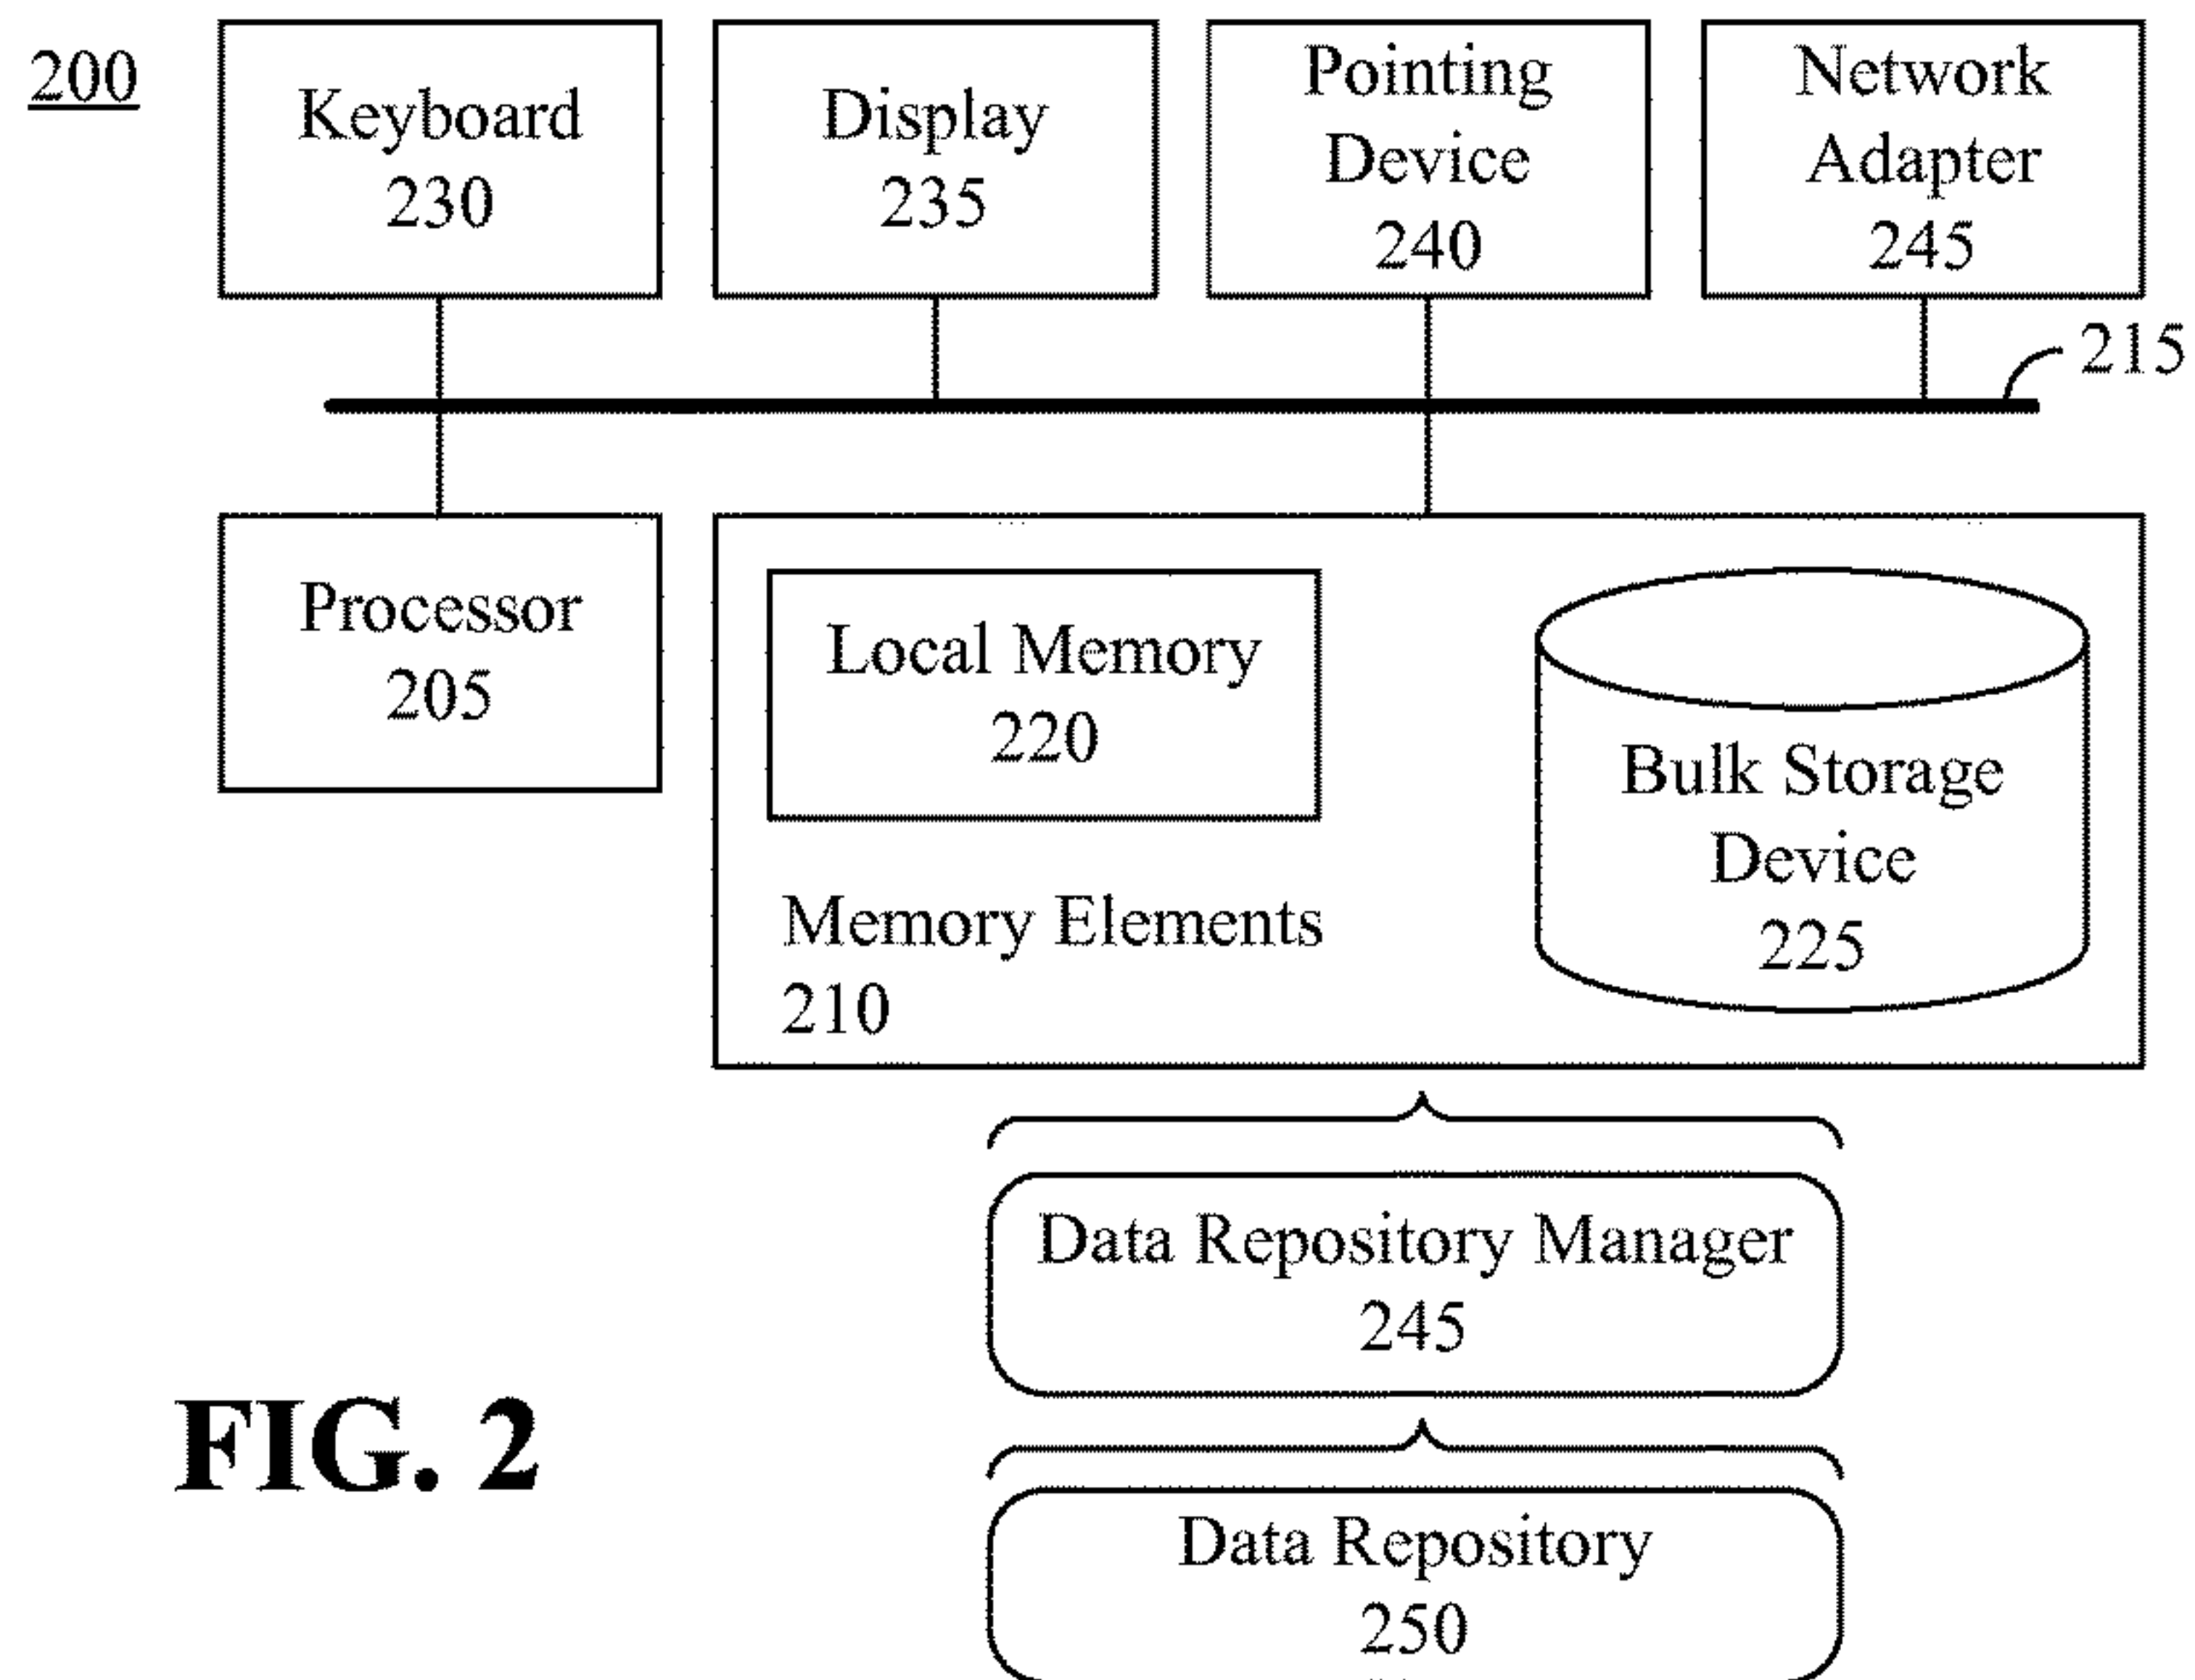 200
Keyboard
230
Display
235
Pointing
Device
240
Network
Adapter
245
215
Processor
205
Local Memory
220
Memory Elements
210
Bulk Storage
Device
225
Data Repository Manager
245
Data Repository
250
FIG. 2